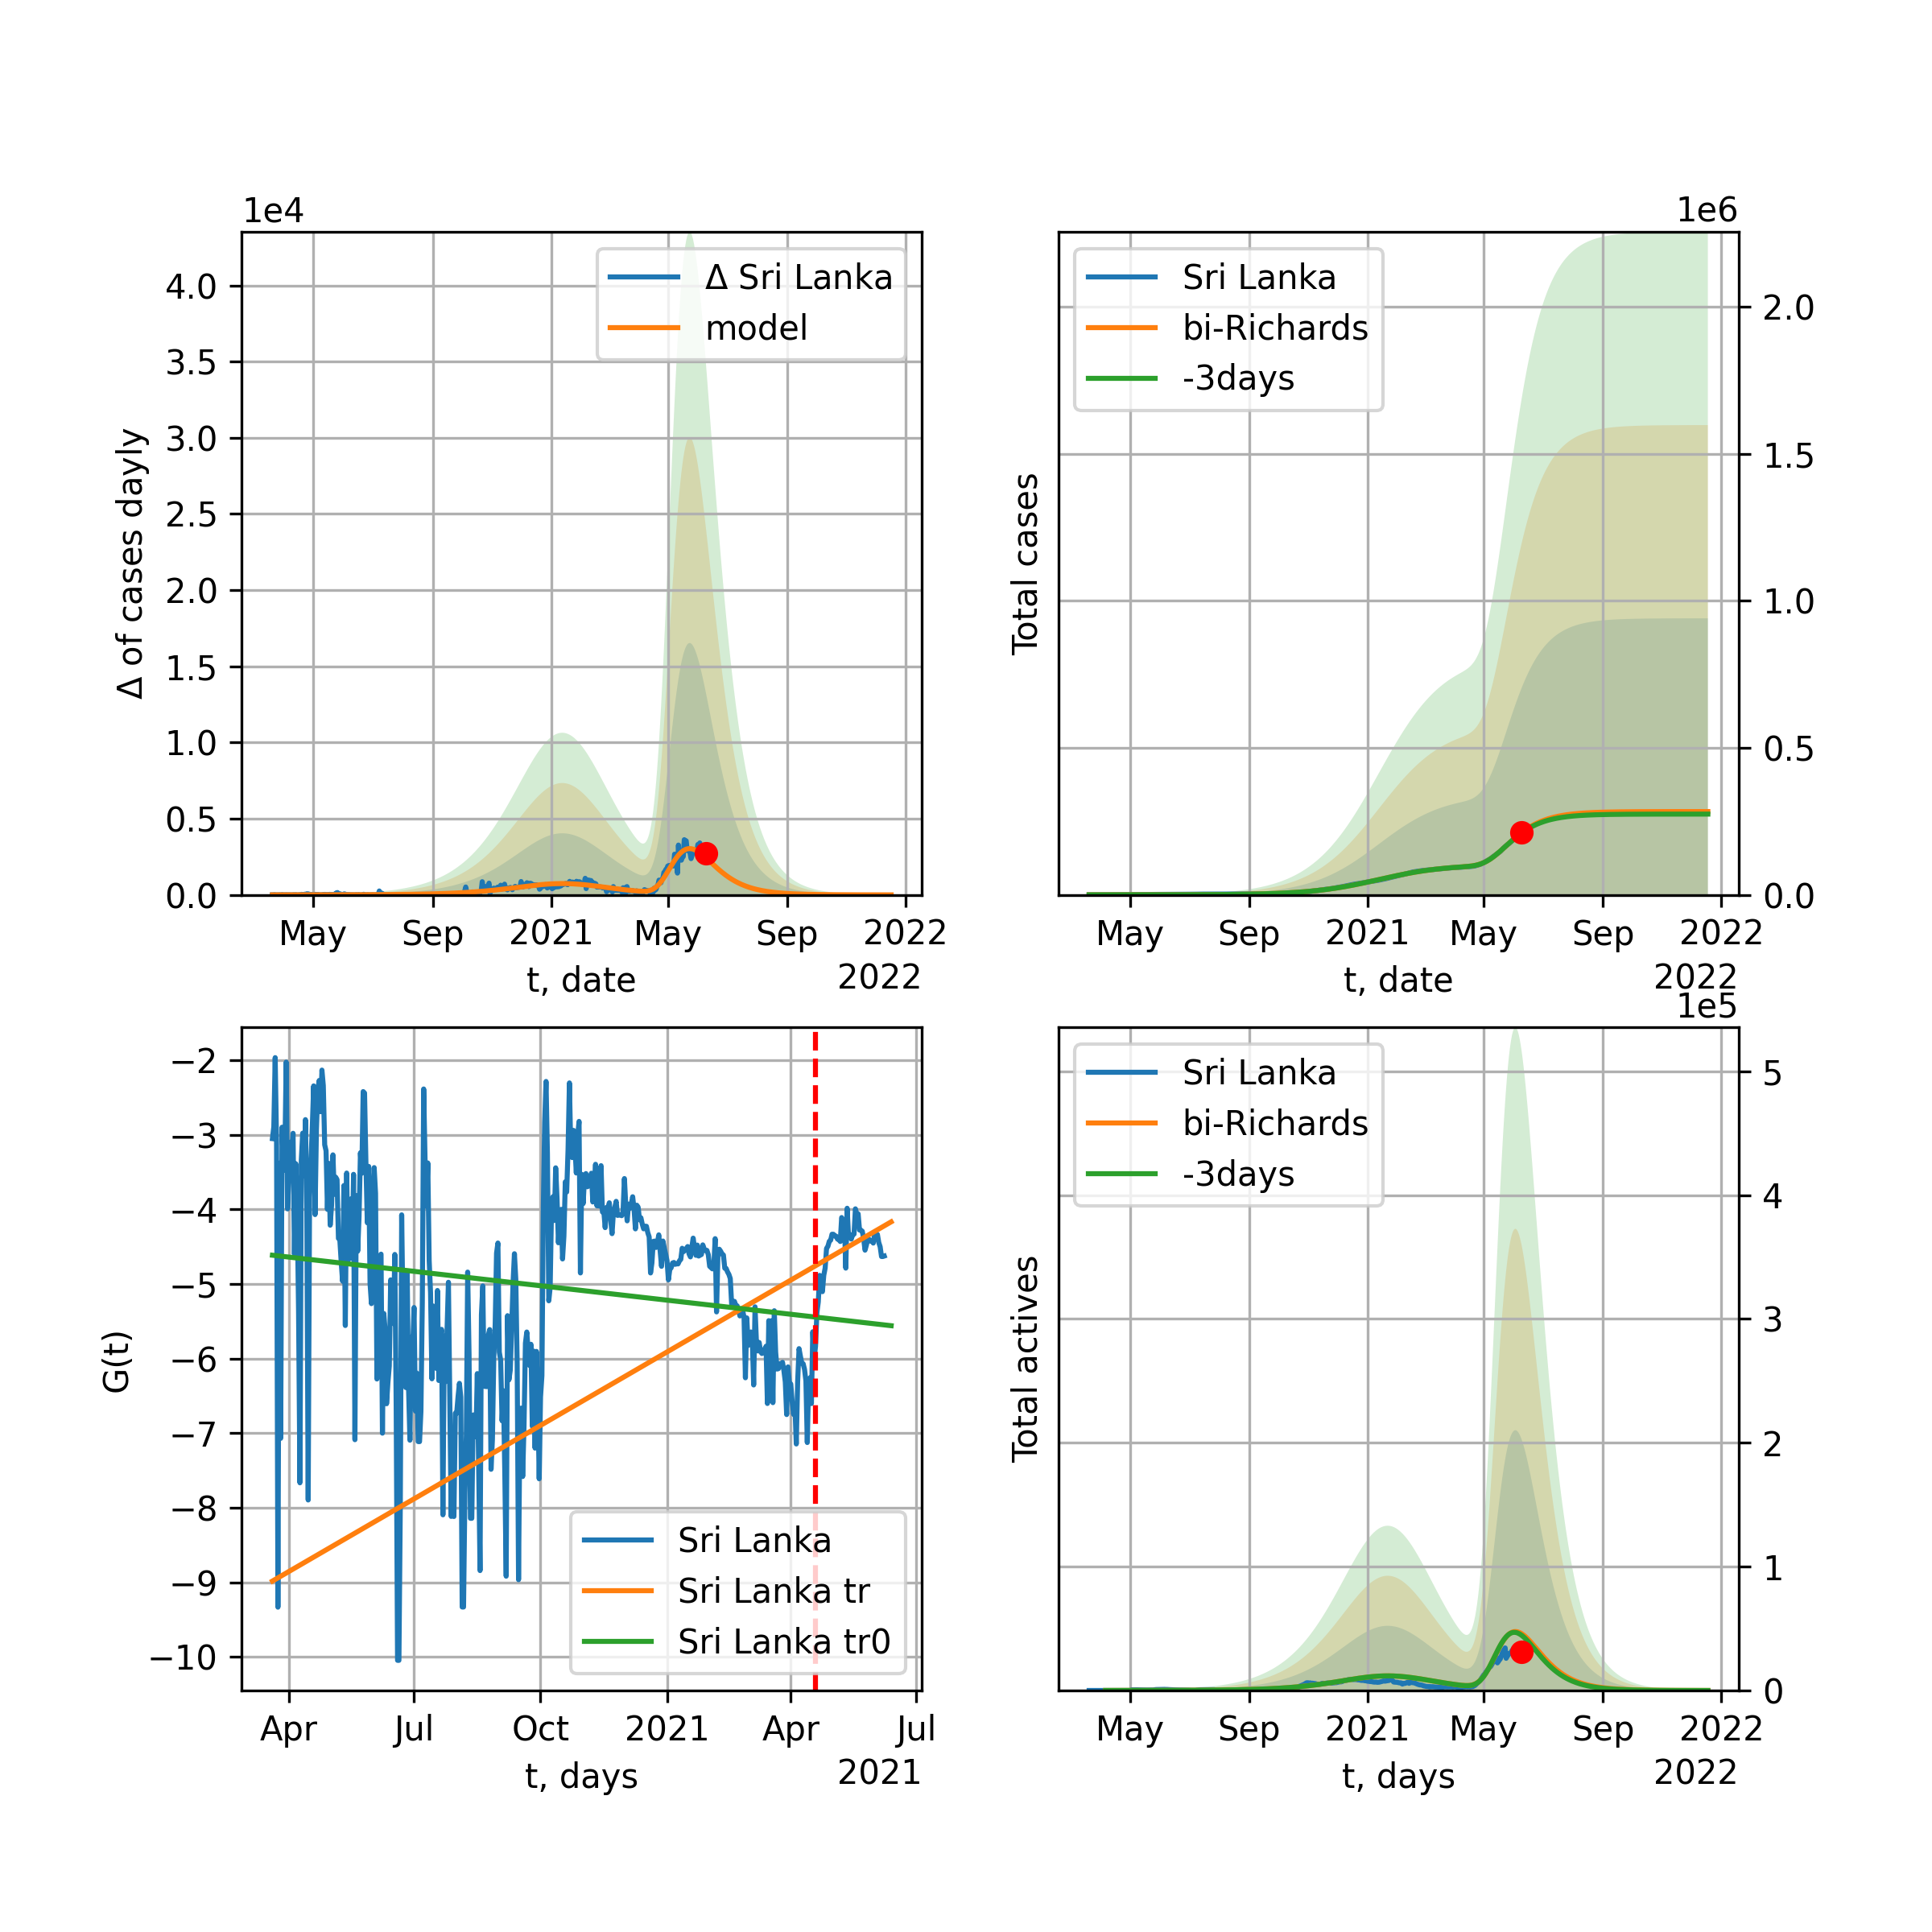 1e4
Δ Sri Lanka
model
4.0
3.5
3.0
2.5
2.0
1.5
1.0
0.5
0.0
Δ of cases dayly
May Sep 2021 May Sep 2022
t, date
2022
1e6
Sri Lanka
bi-Richards
-3days
2.0
1.5
1.0
0.5
0.0
Total cases
May Sep 2021 May Sep 2022
t, date
2022
−2
−3
−4
−5
−6
−7
−8
−9
−10
G(t)
Sri Lanka
Sri Lanka tr
Sri Lanka tr0
Apr Jul Oct 2021 Apr Jul
t, days
2021
1e5
Sri Lanka
bi-Richards
-3days
5
4
3
2
1
0
Total actives
May Sep 2021 May Sep 2022
t, days
2022